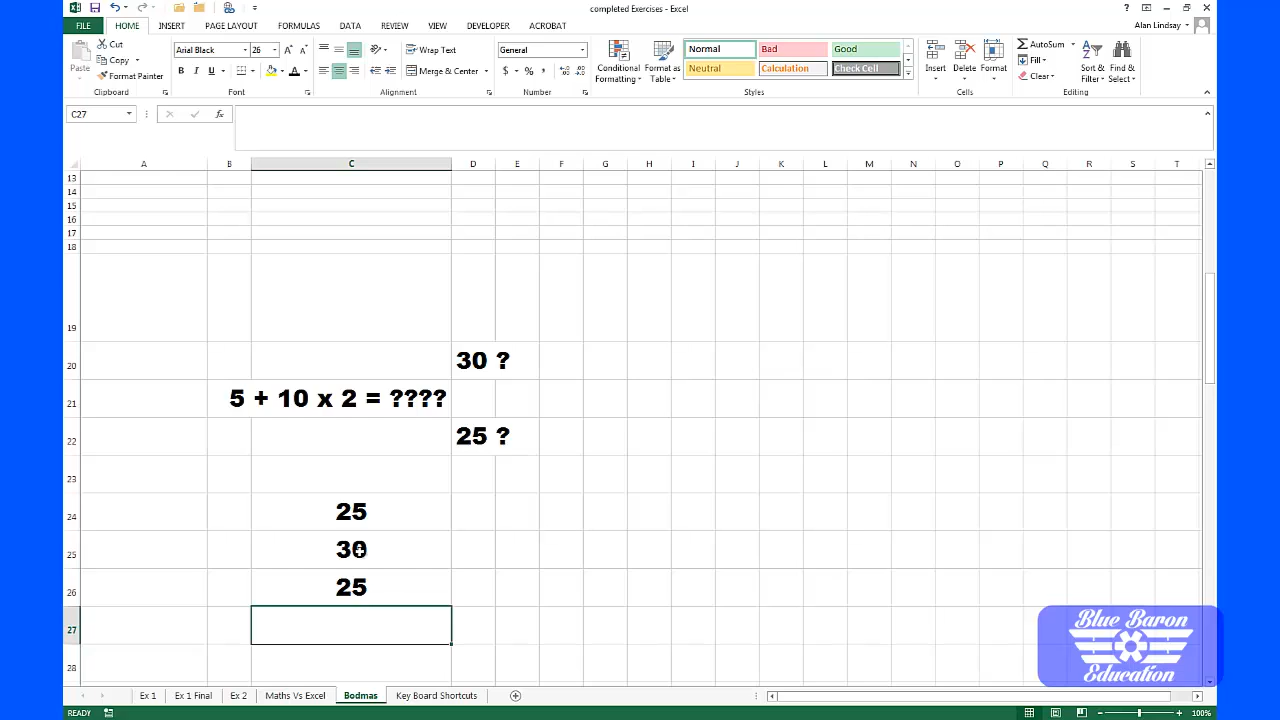 completed Exercises - Excel
FILE HOME INSERT PAGE LAYOUT FORMULAS DATA REVIEW VIEW DEVELOPER ACROBAT Alan Lindsay
Paste Cut Copy Format Painter Clipboard
Arial Black 26 B I U Font
Wrap Text Merge & Center Alignment
General $ % , Number
Conditional Formatting Format as Table
Normal Bad Good
Neutral Calculation Check Cell
Styles
Insert Delete Format Cells
AutoSum Fill Clear Sort & Filter Find & Select Editing
C27 fx
A B C D E F G H I J K L M N O P Q R S T
13
14
15
16
17
18
19
20 30 ?
21 5 + 10 x 2 = ????
22 25 ?
23
24 25
25 30
26 25
27
28
Blue Baron
Education
Ex 1 Ex 1 Final Ex 2 Maths Vs Excel Bodmas Key Board Shortcuts
READY 100%